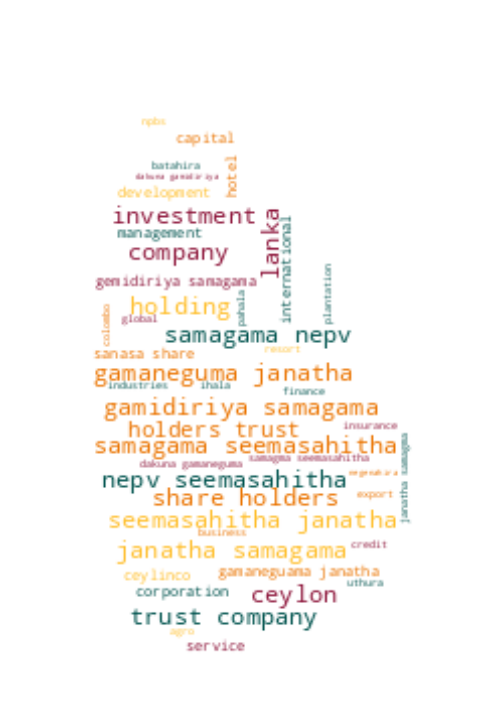 npbs
capital
batahira
hotel
dakuna gamidiriya
development
investment
lanka
management
international
company
gemidiriya samagama
plantation
pahala
holding
colombo
global
samagama nepv
resort
sanasa share
gamaneguma janatha
industries
ihala
finance
gamidiriya samagama
holders trust
insurance
samagama seemasahitha
janatha samagma
samagma seemasahitha
dakuna gamaneguma
negenahira
nepv seemasahitha
share holders
export
seemasahitha janatha
business
janatha samagama
credit
ceylinco
gamaneguama janatha
uthura
corporation
ceylon
trust company
agro
service